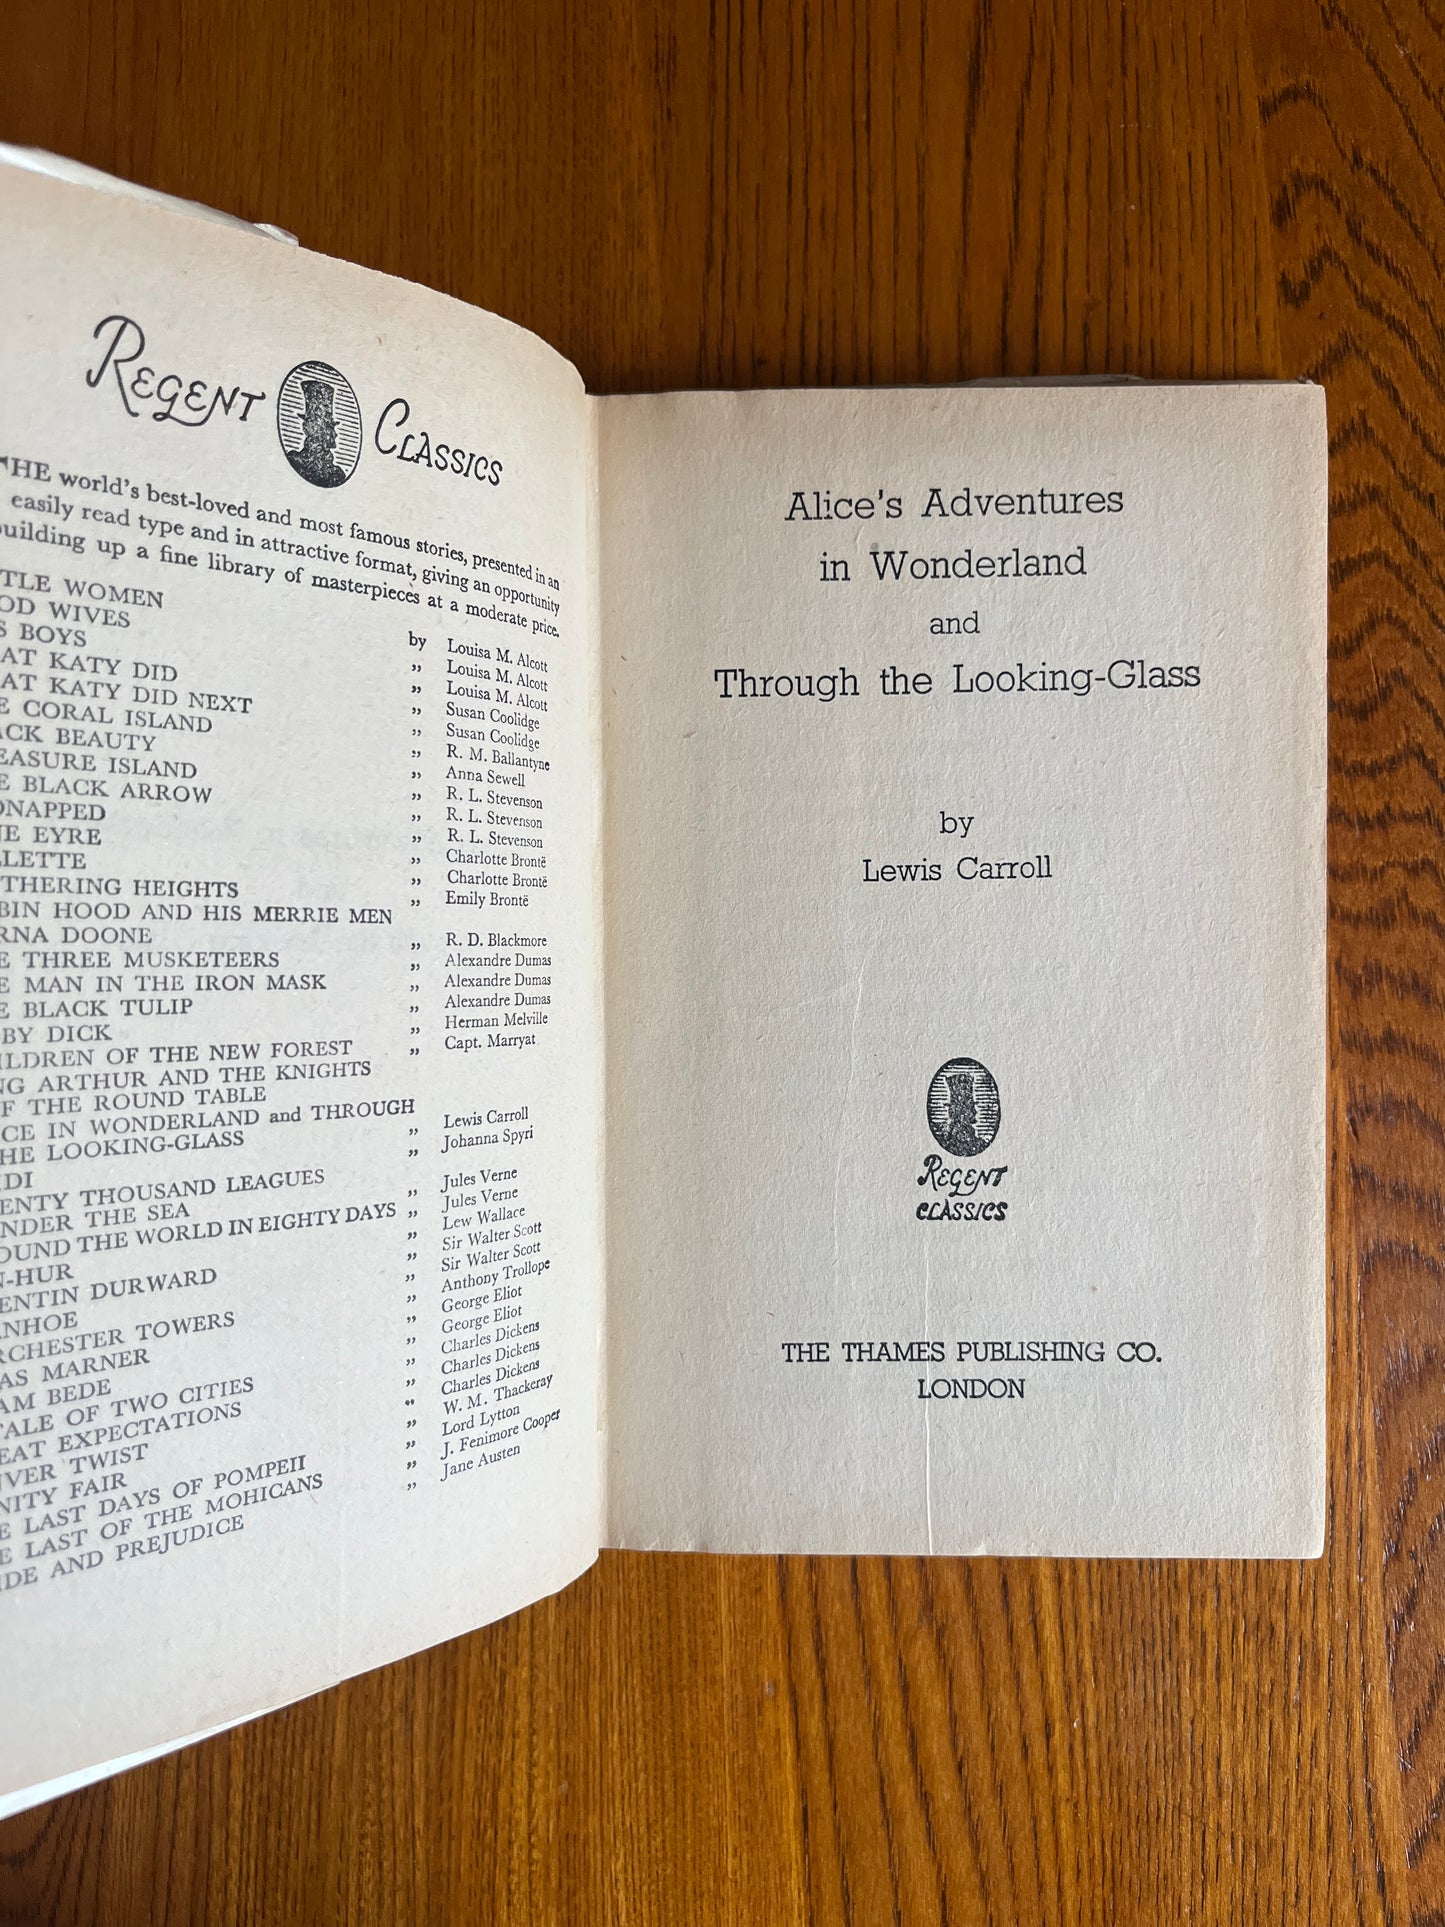 REGENT CLASSICS
THE world's best-loved and most famous stories, presented in an
easily read type and in attractive format, giving an opportunity
building up a fine library of masterpieces at a moderate price.
TLE WOMEN by Louisa M. Alcott
OD WIVES ,, Louisa M. Alcott
S BOYS ,, Louisa M. Alcott
AT KATY DID ,, Susan Coolidge
AT KATY DID NEXT ,, Susan Coolidge
E CORAL ISLAND ,, R. M. Ballantyne
ACK BEAUTY ,, Anna Sewell
EASURE ISLAND ,, R. L. Stevenson
E BLACK ARROW ,, R. L. Stevenson
DNAPPED ,, R. L. Stevenson
NE EYRE ,, Charlotte Brontë
LLETTE ,, Charlotte Brontë
THERING HEIGHTS ,, Emily Brontë
BIN HOOD AND HIS MERRIE MEN
RNA DOONE ,, R. D. Blackmore
E THREE MUSKETEERS ,, Alexandre Dumas
E MAN IN THE IRON MASK ,, Alexandre Dumas
E BLACK TULIP ,, Alexandre Dumas
BY DICK ,, Herman Melville
ILDREN OF THE NEW FOREST ,, Capt. Marryat
NG ARTHUR AND THE KNIGHTS
F THE ROUND TABLE
ICE IN WONDERLAND and THROUGH
HE LOOKING-GLASS ,, Lewis Carroll
IDI ,, Johanna Spyri
ENTY THOUSAND LEAGUES
NDER THE SEA ,, Jules Verne
OUND THE WORLD IN EIGHTY DAYS ,, Jules Verne
N-HUR ,, Lew Wallace
ENTIN DURWARD ,, Sir Walter Scott
ANHOE ,, Sir Walter Scott
RCHESTER TOWERS ,, Anthony Trollope
AS MARNER ,, George Eliot
AM BEDE ,, George Eliot
TALE OF TWO CITIES ,, Charles Dickens
EAT EXPECTATIONS ,, Charles Dickens
IVER TWIST ,, Charles Dickens
NITY FAIR ,, W. M. Thackeray
E LAST DAYS OF POMPEII ,, Lord Lytton
E LAST OF THE MOHICANS ,, J. Fenimore Cooper
IDE AND PREJUDICE ,, Jane Austen
Alice's Adventures
in Wonderland
and
Through the Looking-Glass
by
Lewis Carroll
REGENT
CLASSICS
THE THAMES PUBLISHING CO.
LONDON